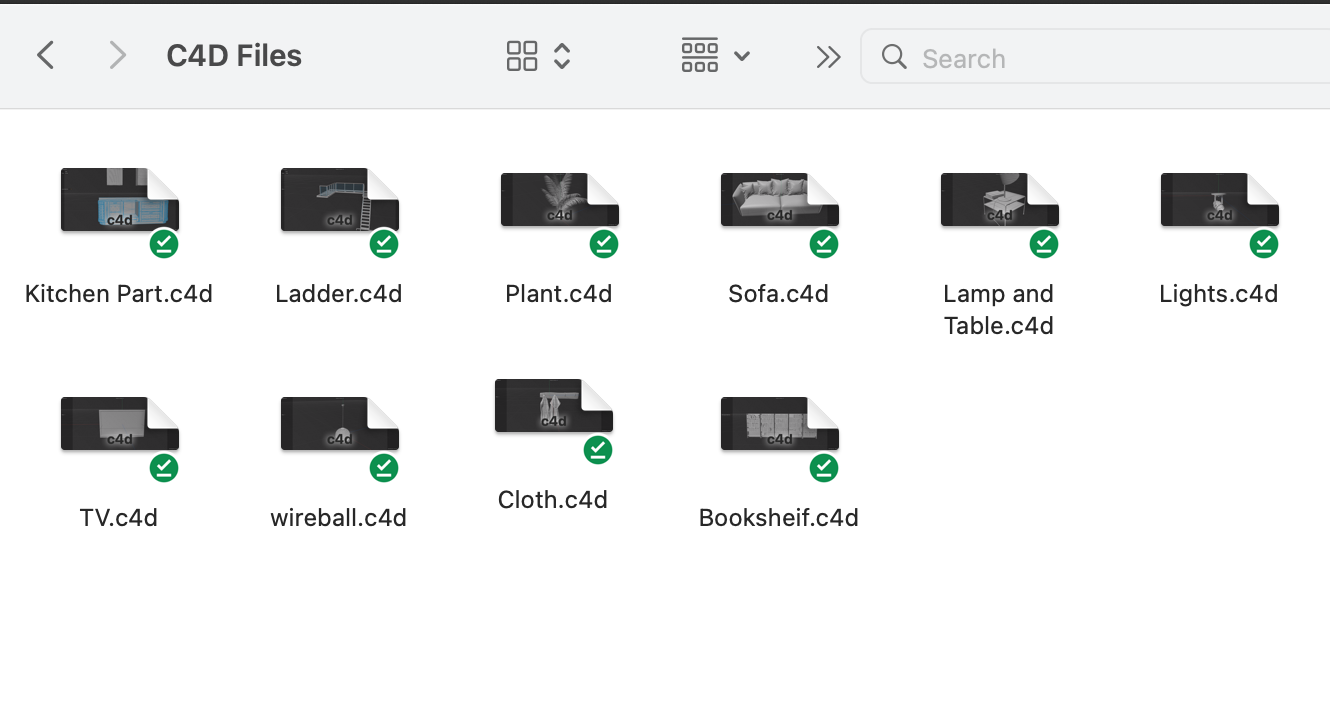 C4D Files
Search
c4d
c4d
c4d
c4d
c4d
c4d
Kitchen Part.c4d
Ladder.c4d
Plant.c4d
Sofa.c4d
Lamp and
Table.c4d
Lights.c4d
c4d
c4d
c4d
c4d
TV.c4d
wireball.c4d
Cloth.c4d
Booksheif.c4d